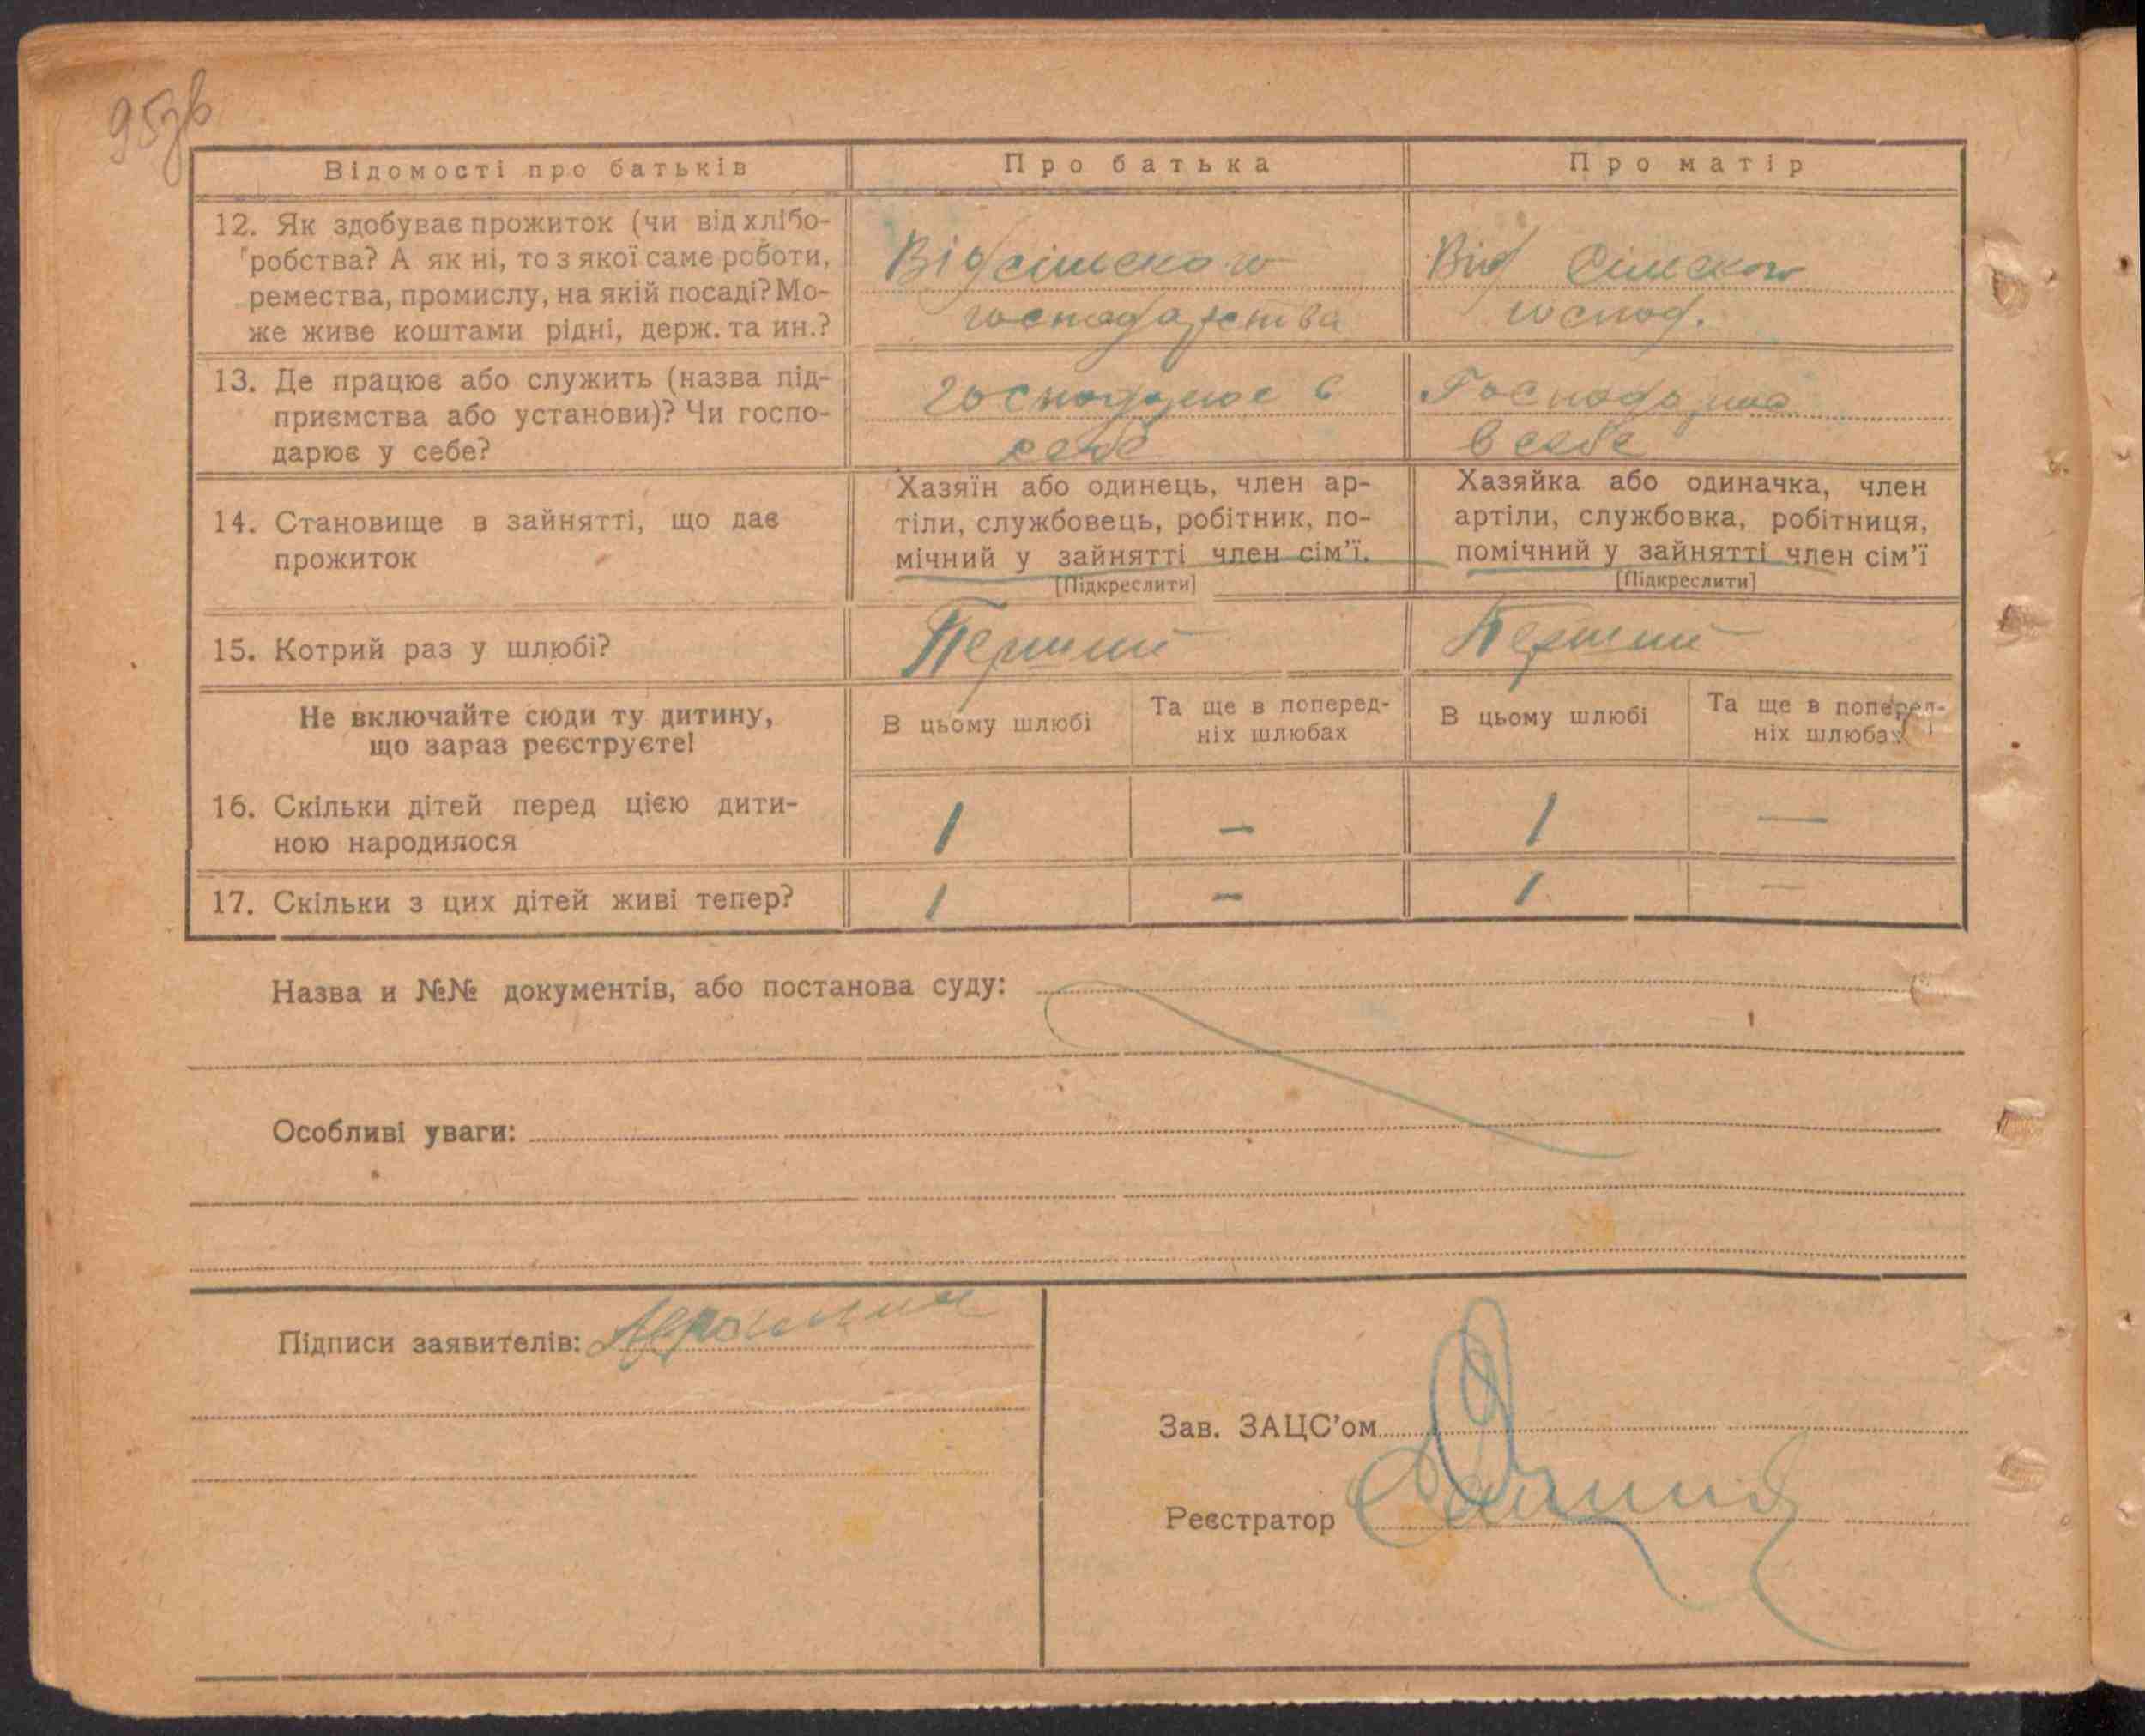 95зв
Відомості про батьків
Про батька
Про матір
12. Як здобуває прожиток (чи від хлібо-
робства? А як ні, то з якої саме роботи,
ремества, промислу, на якій посаді? Мо-
же живе коштами рідні, держ. та ин.?
Від сільского
господарства
Від Сільского
господ.
13. Де працює або служить (назва під-
приємства або установи)? Чи госпо-
дарює у себе?
Господарює в
себе
Господарює
в себе
14. Становище в зайнятті, що дає
прожиток
Хазяїн або одинець, член ар-
тіли, службовець, робітник, по-
мічний у зайнятті член сім'ї.
[Підкреслити]
Хазяйка або одиначка, член
артіли, службовка, робітниця,
помічний у зайнятті член сім'ї
[Підкреслити]
15. Котрий раз у шлюбі?
Перший
Перший
Не включайте сюди ту дитину,
що зараз реєструєте!
В цьому шлюбі
Та ще в поперед-
ніх шлюбах
В цьому шлюбі
Та ще в поперед-
ніх шлюбах
16. Скільки дітей перед цією дити-
ною народилося
1 - 1 —
17. Скільки з цих дітей живі тепер?
1 - 1 —
Назва и №№ документів, або постанова суду:
Особливі уваги:
Підписи заявителів:
Зав. ЗАЦС'ом
Реєстратор